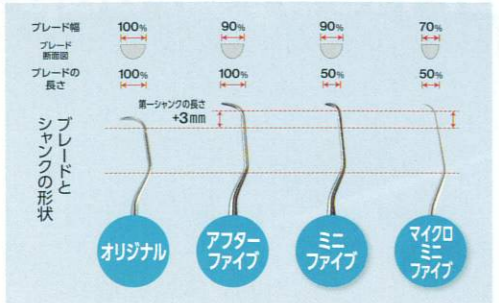 ブレード幅 100% 90% 90% 70%
ブレード
断面図
ブレードの
長さ 100% 100% 50% 50%
第一シャンクの長さ
+3mm
ブレードと
シャンクの形状
オリジナル
アフター
ファイブ
ミニ
ファイブ
マイクロ
ミニ
ファイブ